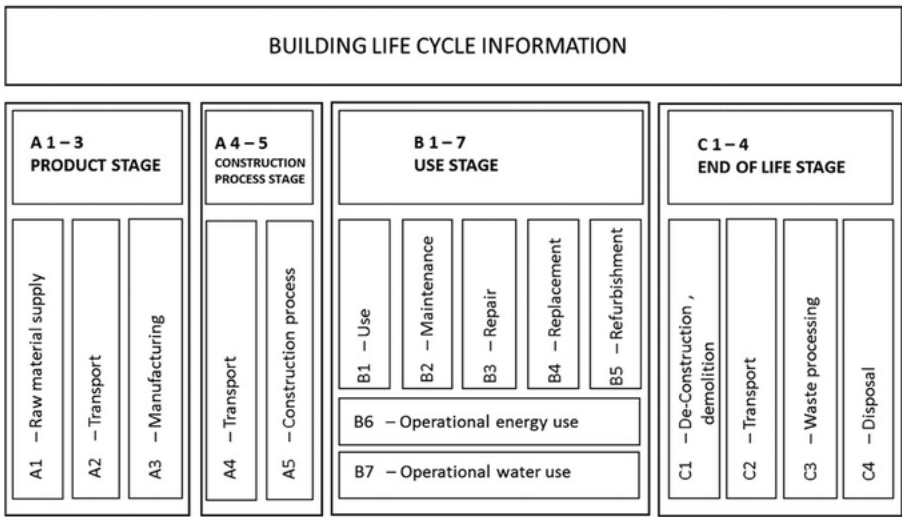 BUILDING LIFE CYCLE INFORMATION
A 1 – 3
PRODUCT STAGE
A 4 – 5
CONSTRUCTION
PROCESS STAGE
B 1 – 7
USE STAGE
C 1 – 4
END OF LIFE STAGE
A1 – Raw material supply
A2 – Transport
A3 – Manufacturing
A4 – Transport
A5 – Construction process
B1 – Use
B2 – Maintenance
B3 – Repair
B4 – Replacement
B5 – Refurbishment
B6 – Operational energy use
B7 – Operational water use
C1 – De-Construction ,
demolition
C2 – Transport
C3 – Waste processing
C4 – Disposal